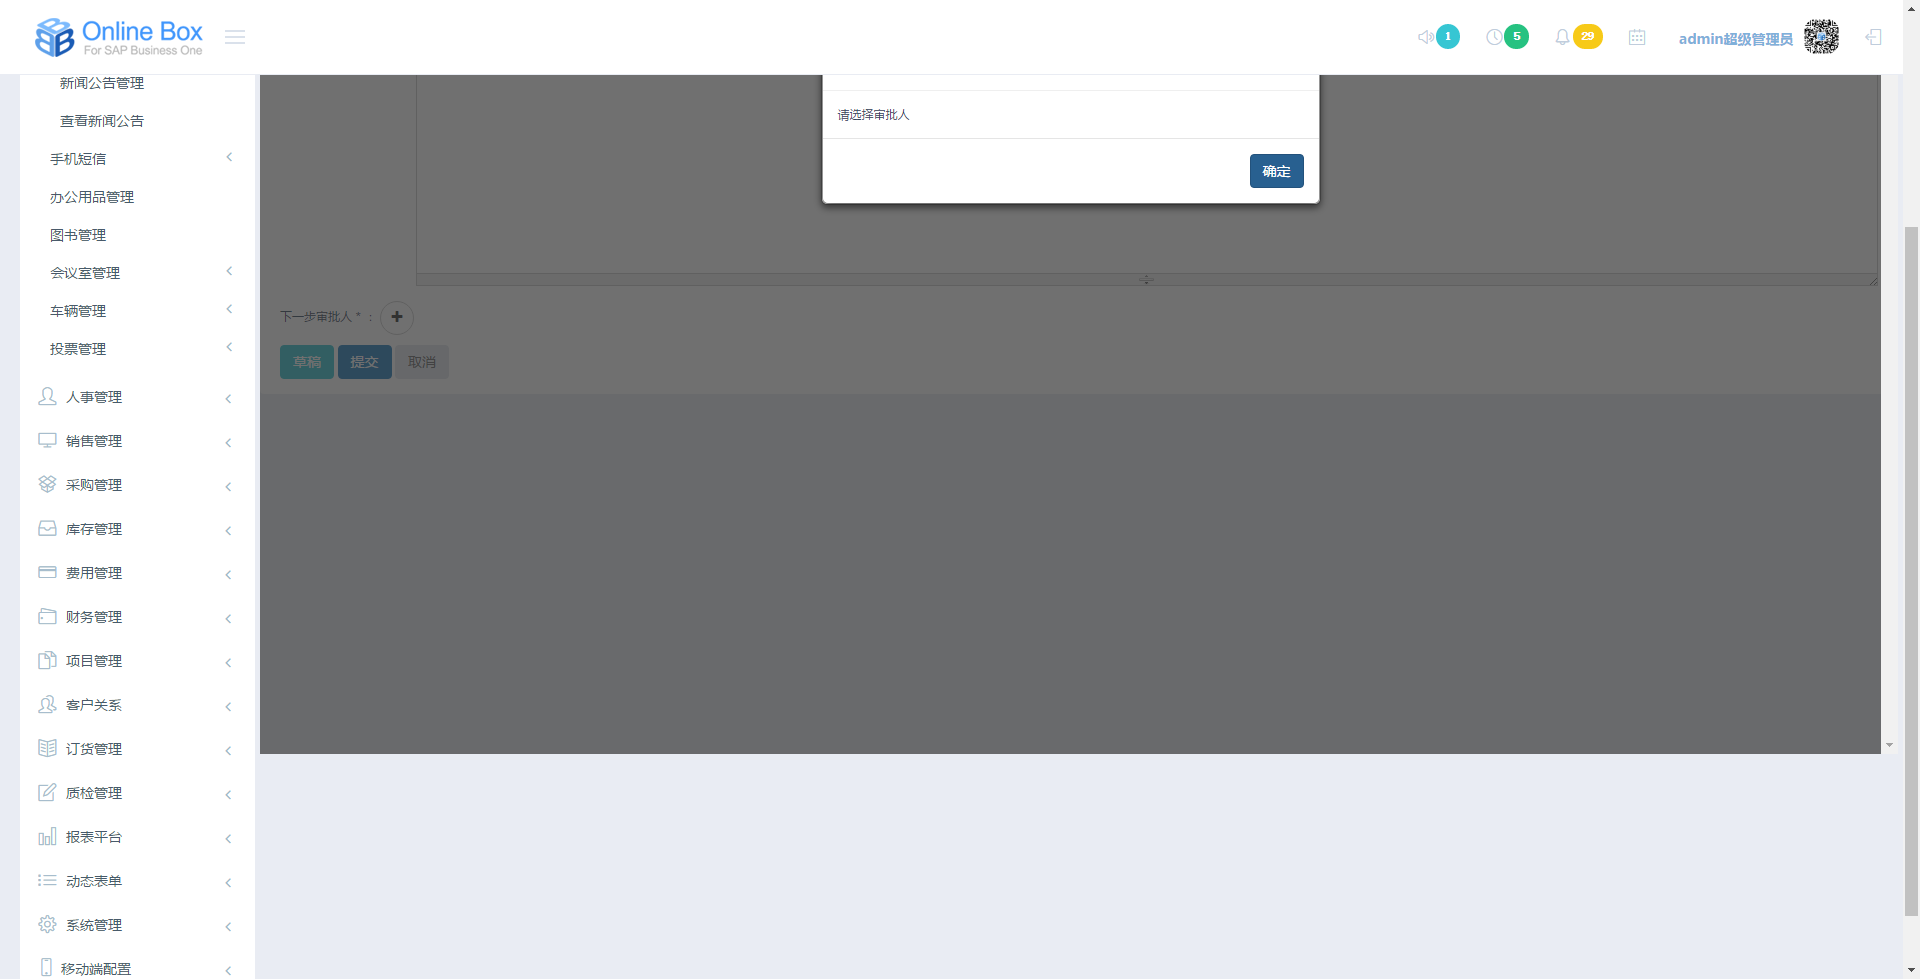 Online Box
For SAP Business One
1
5
29
admin超级管理员
新闻公告管理
查看新闻公告
手机短信
办公用品管理
图书管理
会议室管理
车辆管理
投票管理
人事管理
销售管理
采购管理
库存管理
费用管理
财务管理
项目管理
客户关系
订货管理
质检管理
报表平台
动态表单
系统管理
移动端配置
请选择审批人
确定
下一步审批人 * ：
草稿 提交 取消